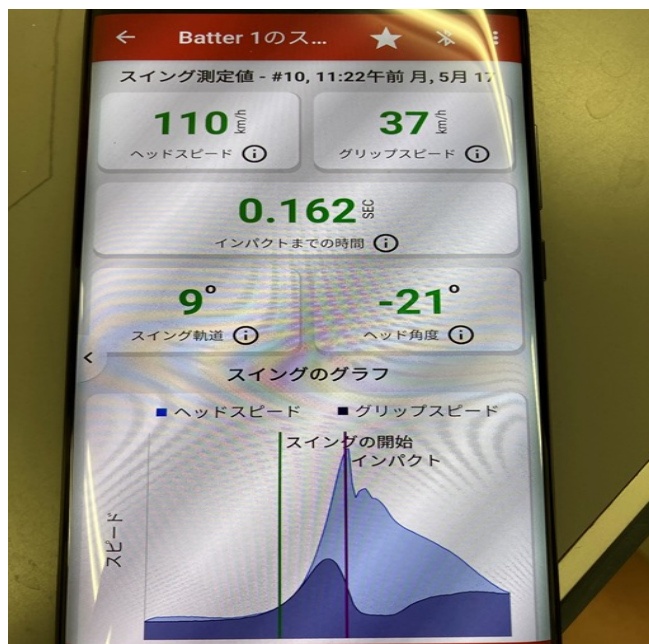 Batter 1のス...
スイング測定値 - #10, 11:22午前 月, 5月 17
110 km/h
ヘッドスピード
37 km/h
グリップスピード
0.162 SEC
インパクトまでの時間
9°
スイング軌道
-21°
ヘッド角度
スイングのグラフ
ヘッドスピード
グリップスピード
スイングの開始
インパクト
スピード